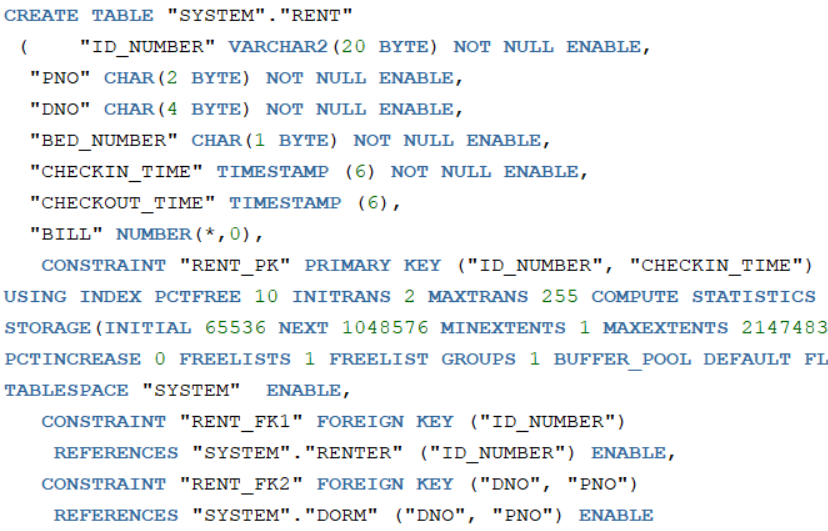 CREATE TABLE "SYSTEM"."RENT"
( "ID_NUMBER" VARCHAR2(20 BYTE) NOT NULL ENABLE,
"PNO" CHAR(2 BYTE) NOT NULL ENABLE,
"DNO" CHAR(4 BYTE) NOT NULL ENABLE,
"BED_NUMBER" CHAR(1 BYTE) NOT NULL ENABLE,
"CHECKIN_TIME" TIMESTAMP (6) NOT NULL ENABLE,
"CHECKOUT_TIME" TIMESTAMP (6),
"BILL" NUMBER(*,0),
CONSTRAINT "RENT_PK" PRIMARY KEY ("ID_NUMBER", "CHECKIN_TIME")
USING INDEX PCTFREE 10 INITRANS 2 MAXTRANS 255 COMPUTE STATISTICS
STORAGE(INITIAL 65536 NEXT 1048576 MINEXTENTS 1 MAXEXTENTS 2147483
PCTINCREASE 0 FREELISTS 1 FREELIST GROUPS 1 BUFFER_POOL DEFAULT FL
TABLESPACE "SYSTEM" ENABLE,
CONSTRAINT "RENT_FK1" FOREIGN KEY ("ID_NUMBER")
REFERENCES "SYSTEM"."RENTER" ("ID_NUMBER") ENABLE,
CONSTRAINT "RENT_FK2" FOREIGN KEY ("DNO", "PNO")
REFERENCES "SYSTEM"."DORM" ("DNO", "PNO") ENABLE